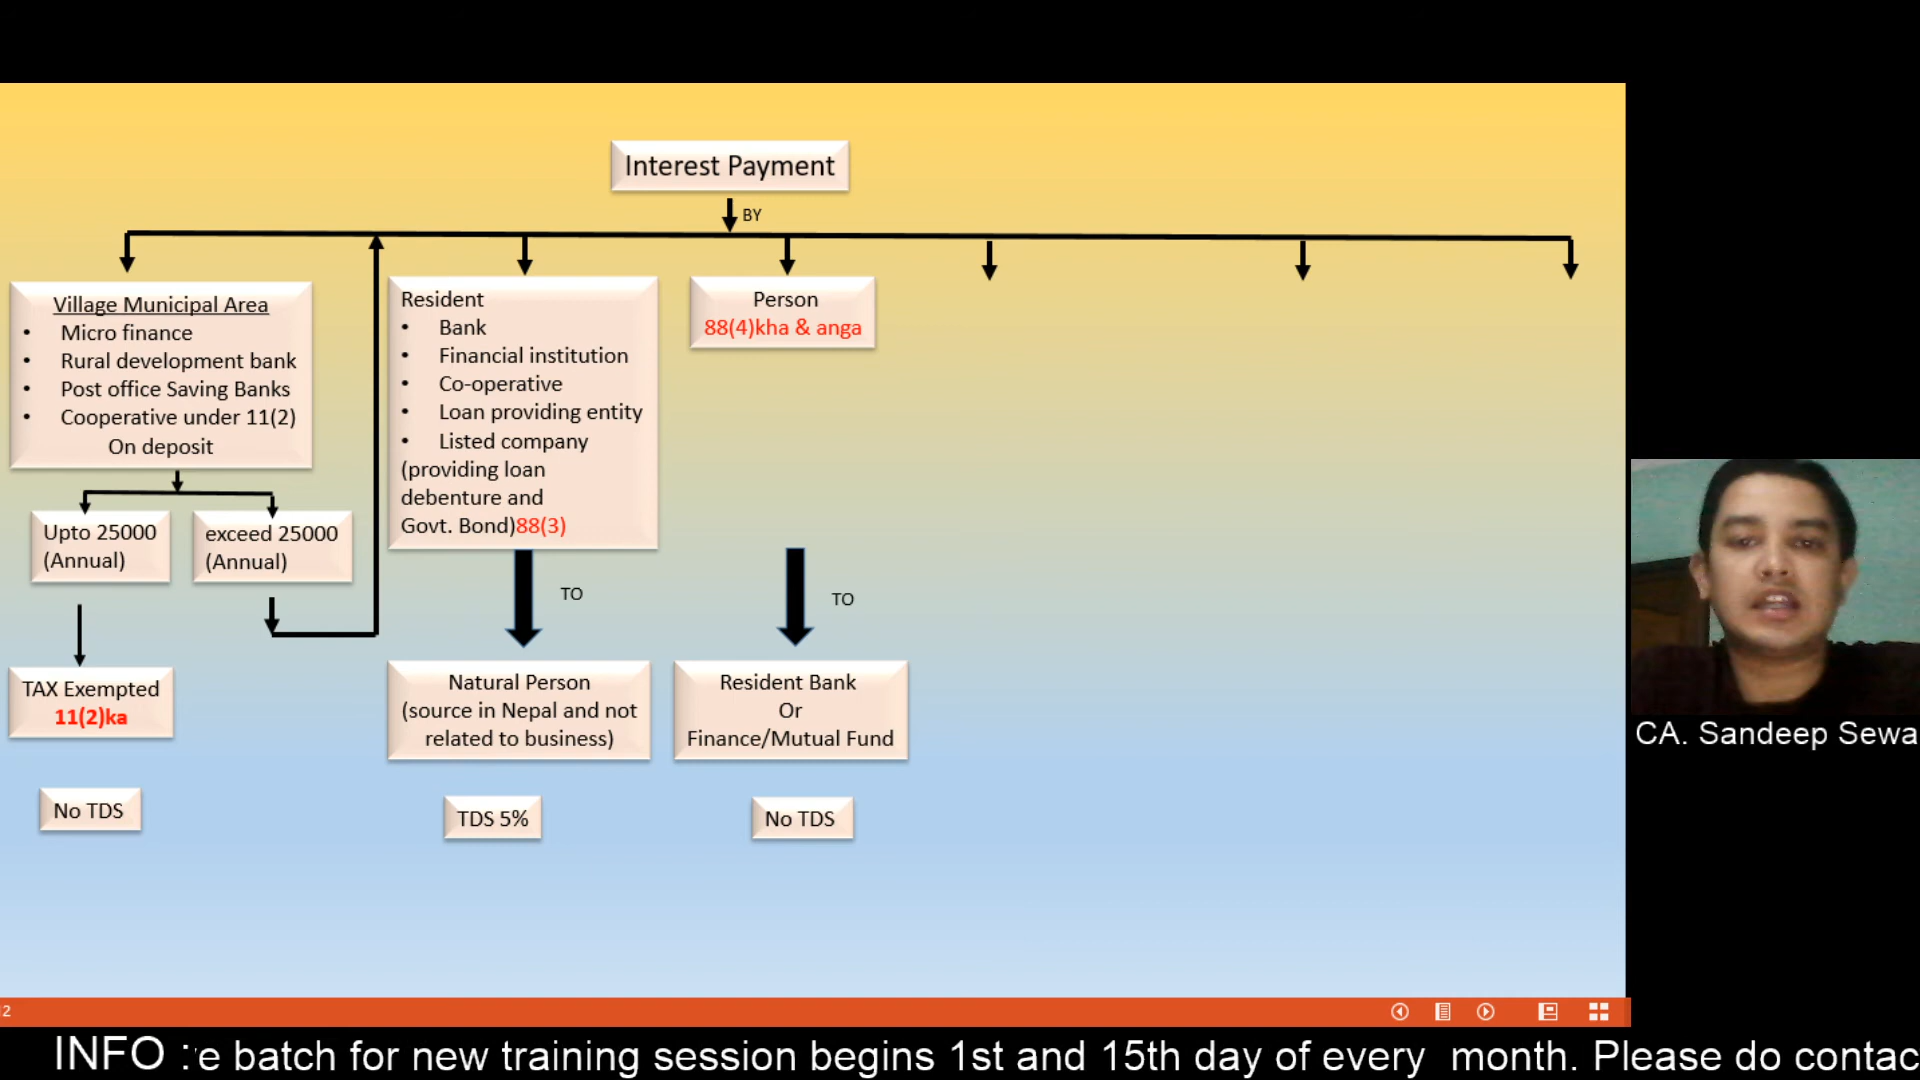 Interest Payment
BY
Village Municipal Area
• Micro finance
• Rural development bank
• Post office Saving Banks
• Cooperative under 11(2)
On deposit
Upto 25000
(Annual)
exceed 25000
(Annual)
TAX Exempted
11(2)ka
No TDS
Resident
• Bank
• Financial institution
• Co-operative
• Loan providing entity
• Listed company
(providing loan
debenture and
Govt. Bond)88(3)
TO
Natural Person
(source in Nepal and not
related to business)
TDS 5%
Person
88(4)kha & anga
TO
Resident Bank
Or
Finance/Mutual Fund
No TDS
CA. Sandeep Sewa
2
INFO : e batch for new training session begins 1st and 15th day of every month. Please do contac